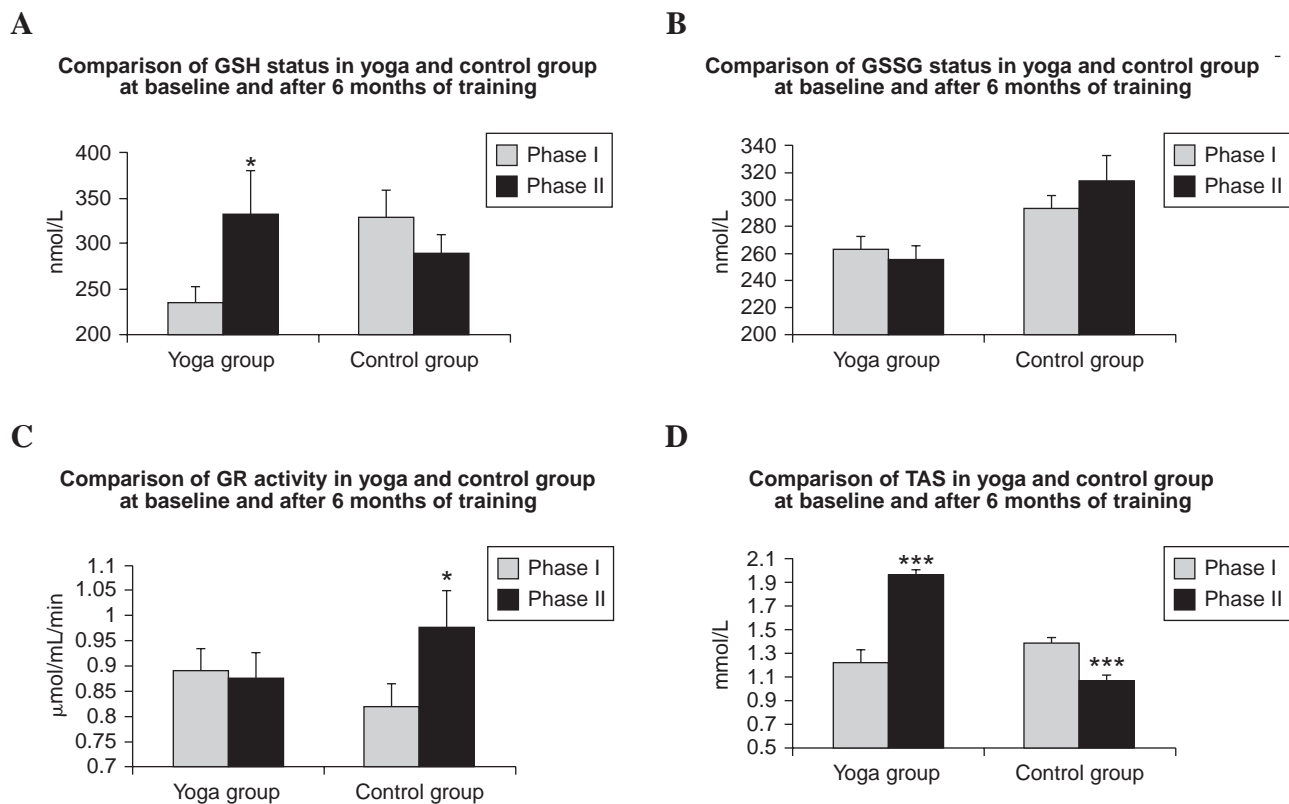 A
Comparison of GSH status in yoga and control group
at baseline and after 6 months of training
400
350
300
250
200
nmol/L
*
Phase I
Phase II
Yoga group
Control group
B
Comparison of GSSG status in yoga and control group
at baseline and after 6 months of training
340
320
300
280
260
240
220
200
nmol/L
Phase I
Phase II
Yoga group
Control group
C
Comparison of GR activity in yoga and control group
at baseline and after 6 months of training
1.1
1.05
1
0.95
0.9
0.85
0.8
0.75
0.7
μmol/mL/min
*
Phase I
Phase II
Yoga group
Control group
D
Comparison of TAS in yoga and control group
at baseline and after 6 months of training
2.1
1.9
1.7
1.5
1.3
1.1
0.9
0.7
0.5
mmol/L
***
***
Phase I
Phase II
Yoga group
Control group